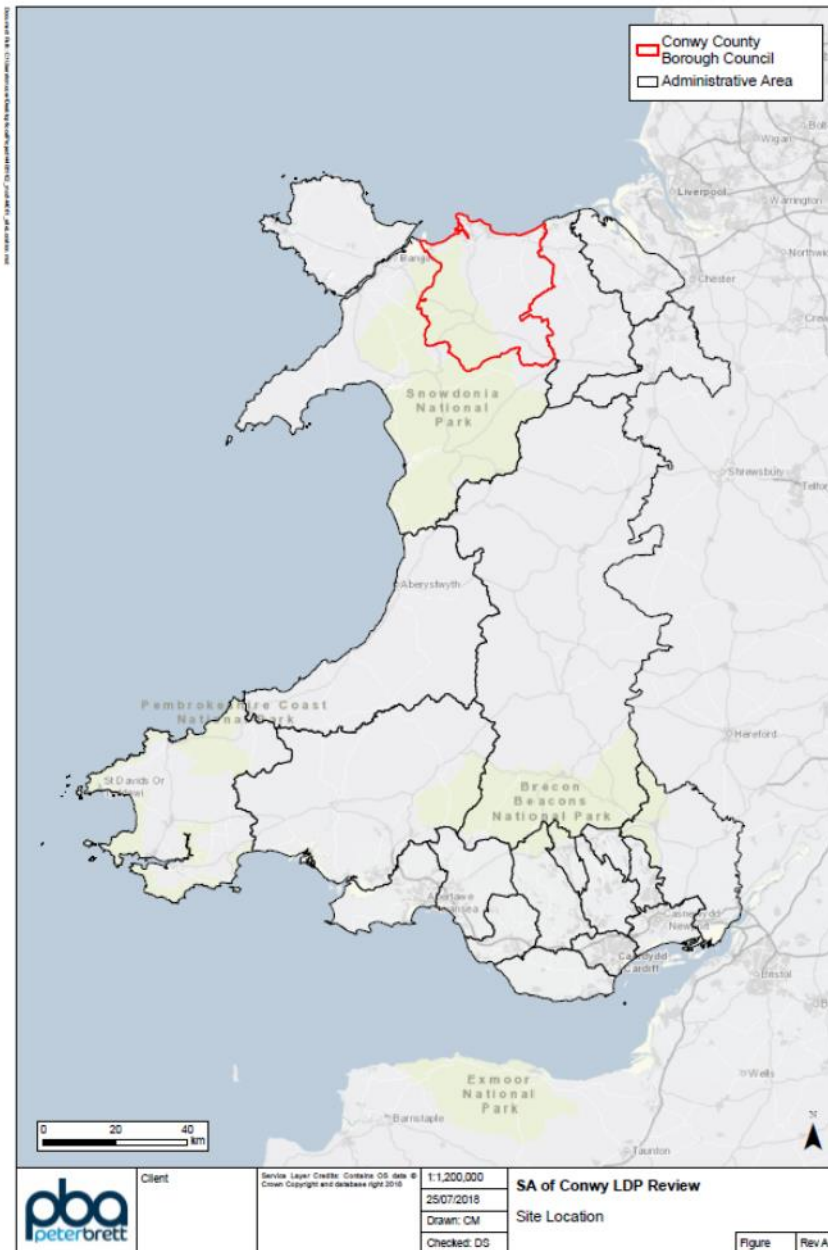 Conwy County
Borough Council
Administrative Area
Wigan
Liverpool
Warrington
Chester
Snowdonia
National
Park
Shrewsbury
Aberystwyth
Pembrokeshire Coast
National Park
Hereford
St Davids Or
Brecon
Beacons
National Park
Cardiff
Bristol
Wells
Exmoor
National
Park
Barnstaple
Taunton
N
0 20 40
km
pba
peterbrett
Client
Service Layer Credits: Contains OS data ©
Crown Copyright and database right 2018
1:1,200,000
25/07/2018
Drawn: CM
Checked: DS
SA of Conwy LDP Review
Site Location
Figure
Rev A